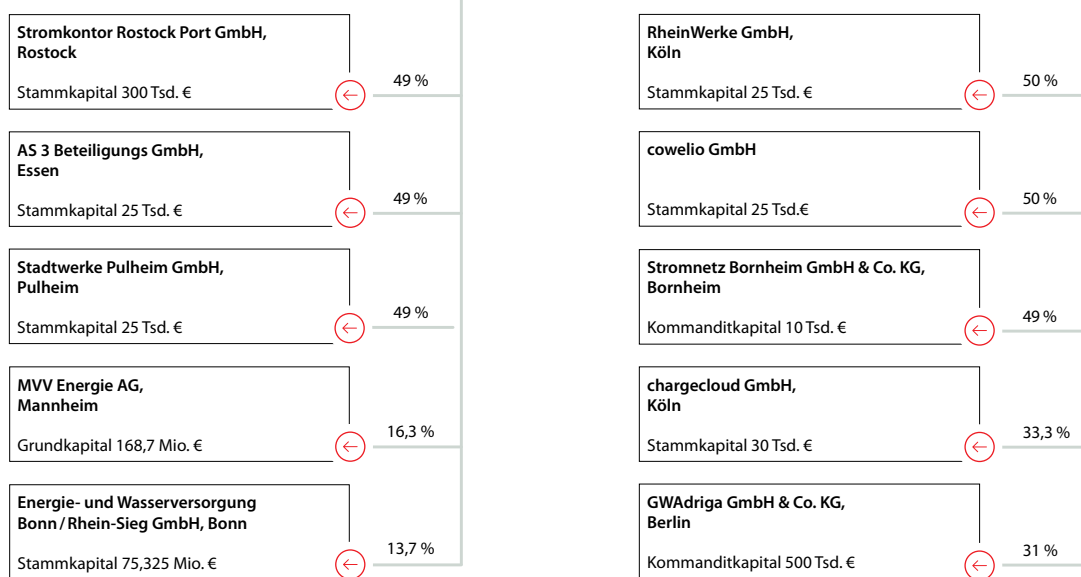 Stromkontor Rostock Port GmbH,
Rostock
Stammkapital 300 Tsd. €
49 %
AS 3 Beteiligungs GmbH,
Essen
Stammkapital 25 Tsd. €
49 %
Stadtwerke Pulheim GmbH,
Pulheim
Stammkapital 25 Tsd. €
49 %
MVV Energie AG,
Mannheim
Grundkapital 168,7 Mio. €
16,3 %
Energie- und Wasserversorgung
Bonn / Rhein-Sieg GmbH, Bonn
Stammkapital 75,325 Mio. €
13,7 %
RheinWerke GmbH,
Köln
Stammkapital 25 Tsd. €
50 %
cowelio GmbH
Stammkapital 25 Tsd.€
50 %
Stromnetz Bornheim GmbH & Co. KG,
Bornheim
Kommanditkapital 10 Tsd. €
49 %
chargecloud GmbH,
Köln
Stammkapital 30 Tsd. €
33,3 %
GWAdriga GmbH & Co. KG,
Berlin
Kommanditkapital 500 Tsd. €
31 %